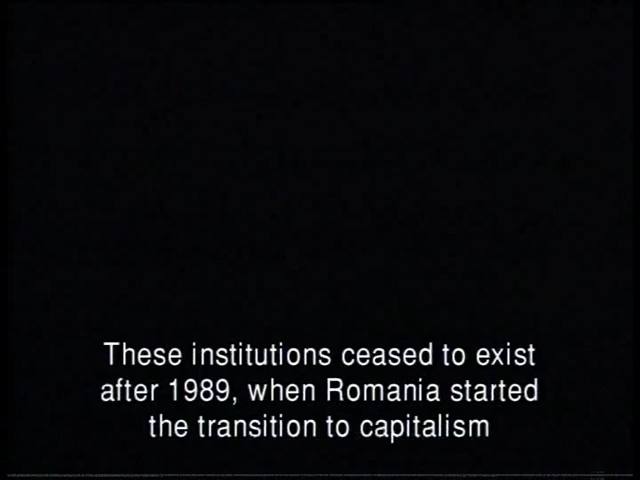 These institutions ceased to exist
after 1989, when Romania started
the transition to capitalism